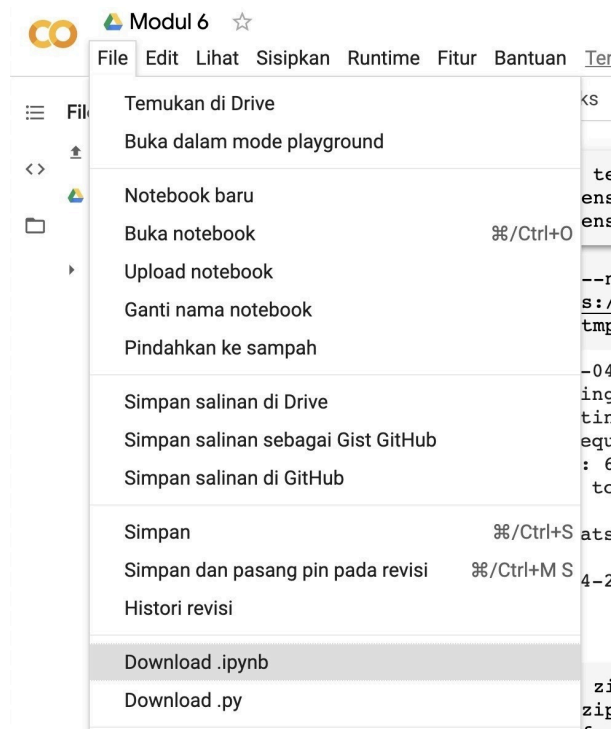 Modul 6
File Edit Lihat Sisipkan Runtime Fitur Bantuan
Temukan di Drive
Buka dalam mode playground
Notebook baru
Buka notebook ⌘/Ctrl+O
Upload notebook
Ganti nama notebook
Pindahkan ke sampah
Simpan salinan di Drive
Simpan salinan sebagai Gist GitHub
Simpan salinan di GitHub
Simpan ⌘/Ctrl+S
Simpan dan pasang pin pada revisi ⌘/Ctrl+M S
Histori revisi
Download .ipynb
Download .py